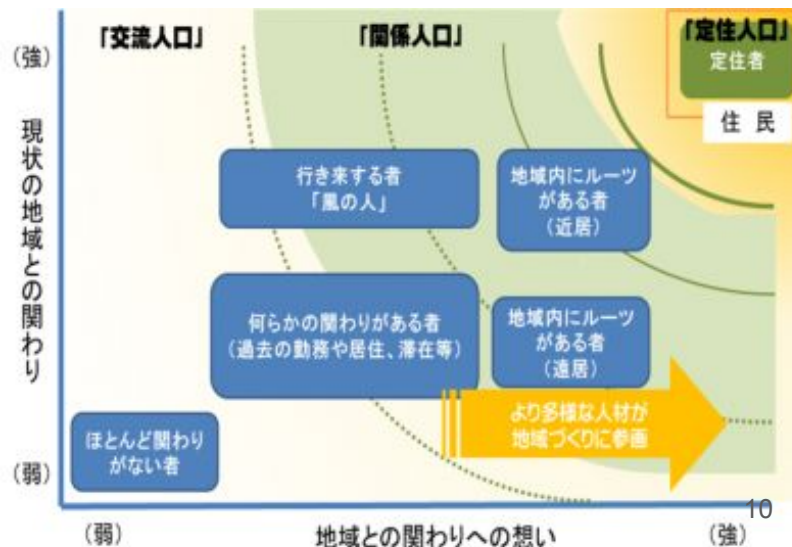 「交流人口」
「関係人口」
「定住人口」
定住者
住 民
(強)
現状の地域との関わり
(弱)
行き来する者
「風の人」
地域内にルーツ
がある者
(近居)
何らかの関わりがある者
(過去の勤務や居住、滞在等)
地域内にルーツ
がある者
(遠居)
より多様な人材が
地域づくりに参画
ほとんど関わり
がない者
10
(弱)
地域との関わりへの想い
(強)